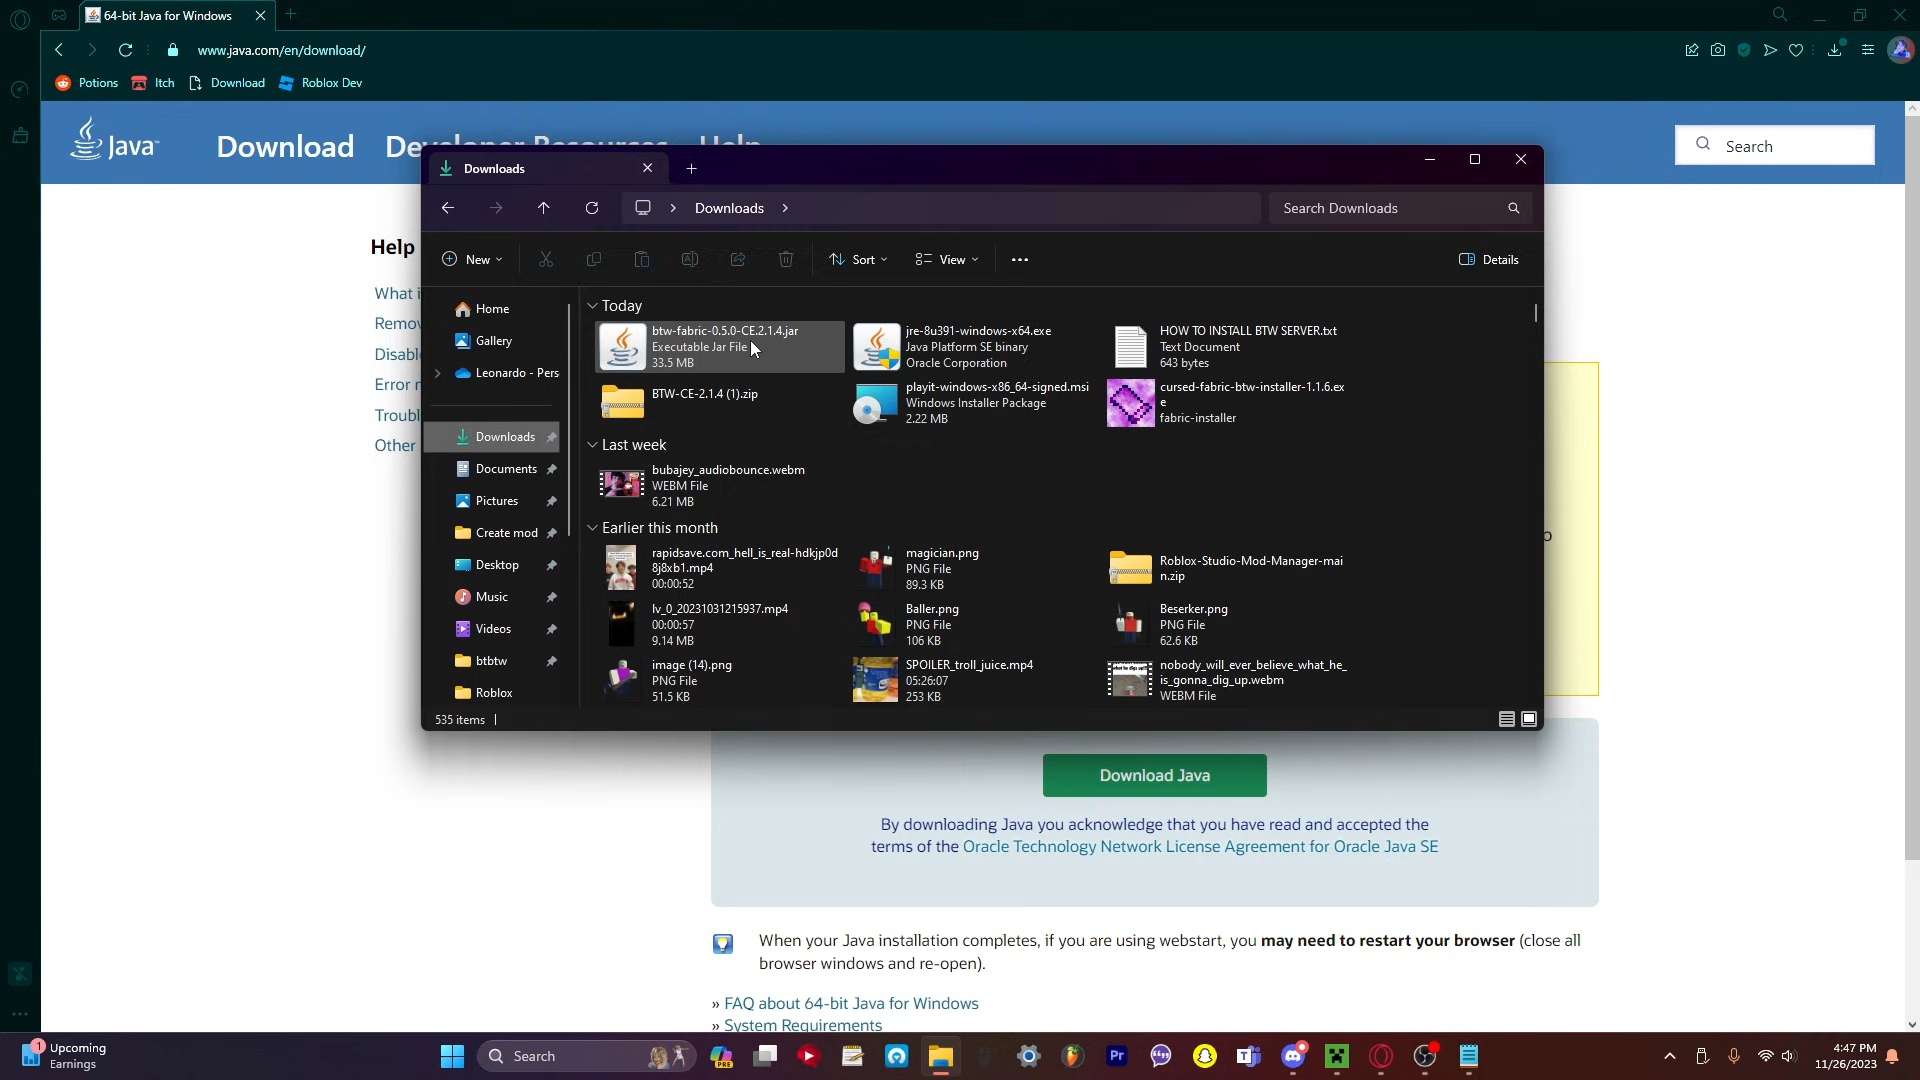 64-bit Java for Windows
www.java.com/en/download/
Potions
Itch
Download
Roblox Dev
Java
Download
Developer Resources
Help
Search
Help
What i
Remov
Disabl
Error r
Troubl
Other
Downloads
Downloads
Search Downloads
New
Sort
View
Details
Home
Gallery
Leonardo - Pers
Downloads
Documents
Pictures
Create mod
Desktop
Music
Videos
btbtw
Roblox
Today
btw-fabric-0.5.0-CE.2.1.4.jar
Executable Jar File
33.5 MB
jre-8u391-windows-x64.exe
Java Platform SE binary
Oracle Corporation
HOW TO INSTALL BTW SERVER.txt
Text Document
643 bytes
BTW-CE-2.1.4 (1).zip
playit-windows-x86_64-signed.msi
Windows Installer Package
2.22 MB
cursed-fabric-btw-installer-1.1.6.ex
e
fabric-installer
Last week
bubajey_audiobounce.webm
WEBM File
6.21 MB
Earlier this month
rapidsave.com_hell_is_real-hdkjp0d
8j8xb1.mp4
00:00:52
magician.png
PNG File
89.3 KB
Roblox-Studio-Mod-Manager-mai
n.zip
lv_0_20231031215937.mp4
00:00:57
9.14 MB
Baller.png
PNG File
106 KB
Beserker.png
PNG File
62.6 KB
image (14).png
PNG File
51.5 KB
SPOILER_troll_juice.mp4
05:26:07
253 KB
nobody_will_ever_believe_what_he_
is_gonna_dig_up.webm
WEBM File
535 items
o
Download Java
By downloading Java you acknowledge that you have read and accepted the
terms of the Oracle Technology Network License Agreement for Oracle Java SE
When your Java installation completes, if you are using webstart, you may need to restart your browser (close all
browser windows and re-open).
» FAQ about 64-bit Java for Windows
» System Requirements
1
Upcoming
Earnings
Search
PRE
Pr
4:47 PM
11/26/2023